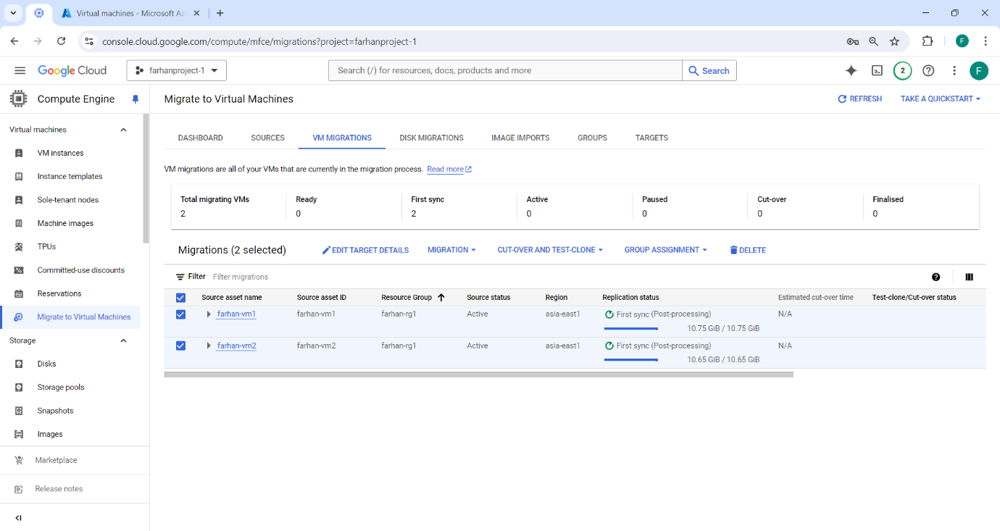 Virtual machines - Microsoft Az
console.cloud.google.com/compute/mfce/migrations?project=farhanproject-1
F
Google Cloud
farhanproject-1
Search (/) for resources, docs, products and more
Search
2
F
Compute Engine
Migrate to Virtual Machines
REFRESH
TAKE A QUICKSTART
Virtual machines
VM instances
Instance templates
Sole-tenant nodes
Machine images
TPUs
Committed-use discounts
Reservations
Migrate to Virtual Machines
Storage
Disks
Storage pools
Snapshots
Images
Marketplace
Release notes
DASHBOARD SOURCES VM MIGRATIONS DISK MIGRATIONS IMAGE IMPORTS GROUPS TARGETS
VM migrations are all of your VMs that are currently in the migration process. Read more
Total migrating VMs Ready First sync Active Paused Cut-over Finalised
2 0 2 0 0 0 0
Migrations (2 selected) EDIT TARGET DETAILS MIGRATION CUT-OVER AND TEST-CLONE GROUP ASSIGNMENT DELETE
Filter Filter migrations
Source asset name Source asset ID Resource Group Source status Region Replication status Estimated cut-over time Test-clone/Cut-over status
farhan-vm1 farhan-vm1 farhan-rg1 Active asia-east1 First sync (Post-processing) N/A
10.75 GiB / 10.75 GiB
farhan-vm2 farhan-vm2 farhan-rg1 Active asia-east1 First sync (Post-processing) N/A
10.65 GiB / 10.65 GiB